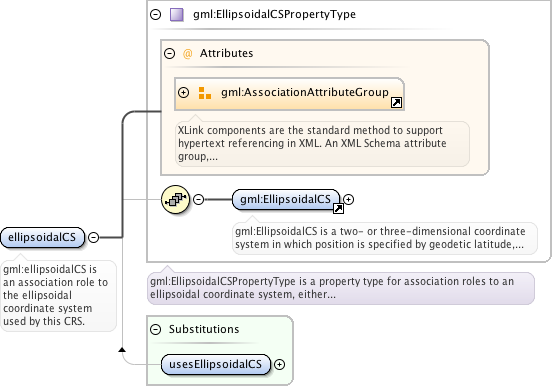 gml:EllipsoidalCSPropertyType
@ Attributes
gml:AssociationAttributeGroup
XLink components are the standard method to support
hypertext referencing in XML. An XML Schema attribute
group,...
gml:EllipsoidalCS
gml:EllipsoidalCS is a two- or three-dimensional coordinate
system in which position is specified by geodetic latitude,...
ellipsoidalCS
gml:ellipsoidalCS is
an association role to
the ellipsoidal
coordinate system
used by this CRS.
gml:EllipsoidalCSPropertyType is a property type for association roles to an
ellipsoidal coordinate system, either...
Substitutions
usesEllipsoidalCS